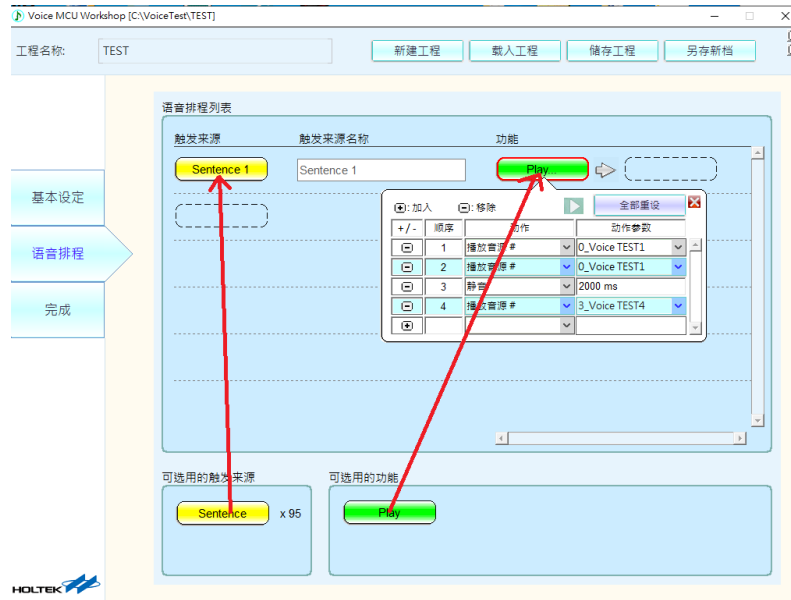 Voice MCU Workshop [C:\VoiceTest\TEST]
工程名称: TEST 新建工程 载入工程 储存工程 另存新档
语音排程列表
触发来源 触发来源名称 功能
Sentence 1 Sentence 1 Play...
基本设定
语音排程
完成
+: 加入 -: 移除 全部重设
+/- 顺序 动作 动作参数
1 播放音源 # 0_Voice TEST1
2 播放音源 # 0_Voice TEST1
3 静音 2000 ms
4 播放音源 # 3_Voice TEST4
可选用的触发来源 可选用的功能
Sentence x 95 Play
HOLTEK